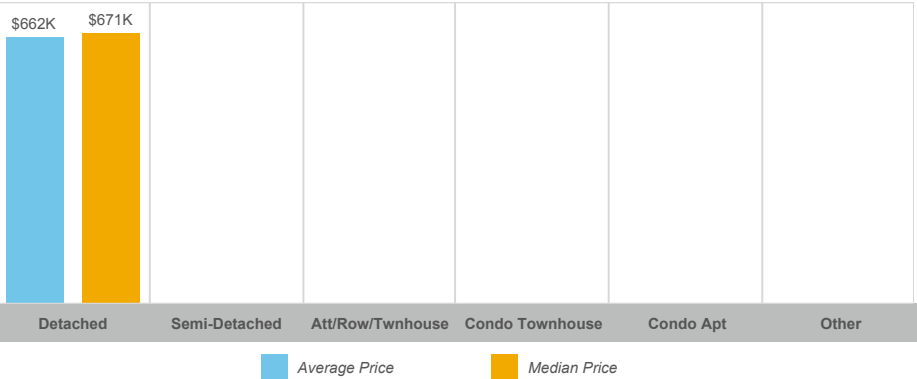 $662K
$671K
Detached Semi-Detached Att/Row/Twnhouse Condo Townhouse Condo Apt Other
Average Price Median Price